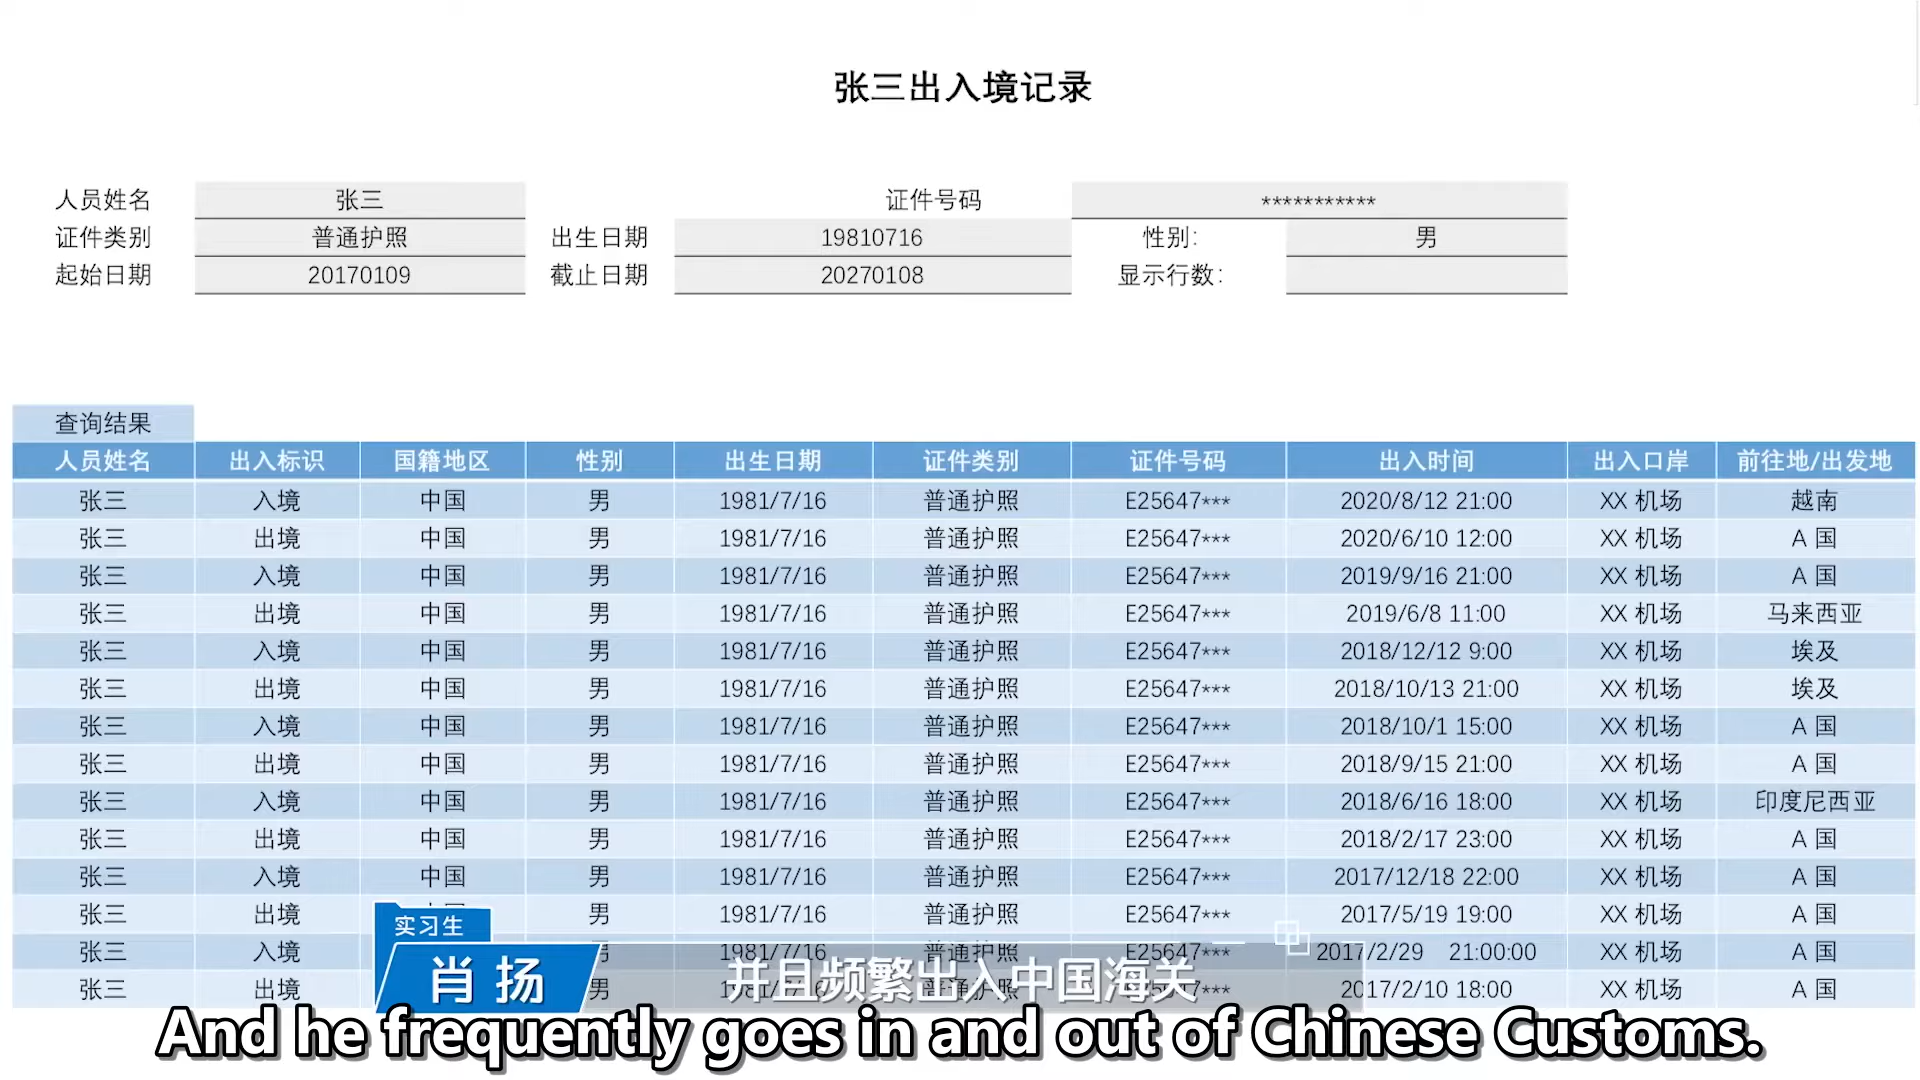 张三出入境记录
人员姓名 张三 证件号码 ***********
证件类别 普通护照 出生日期 19810716 性别: 男
起始日期 20170109 截止日期 20270108 显示行数:
查询结果
人员姓名 出入标识 国籍地区 性别 出生日期 证件类别 证件号码 出入时间 出入口岸 前往地/出发地
张三 入境 中国 男 1981/7/16 普通护照 E25647*** 2020/8/12 21:00 XX 机场 越南
张三 出境 中国 男 1981/7/16 普通护照 E25647*** 2020/6/10 12:00 XX 机场 A 国
张三 入境 中国 男 1981/7/16 普通护照 E25647*** 2019/9/16 21:00 XX 机场 A 国
张三 出境 中国 男 1981/7/16 普通护照 E25647*** 2019/6/8 11:00 XX 机场 马来西亚
张三 入境 中国 男 1981/7/16 普通护照 E25647*** 2018/12/12 9:00 XX 机场 埃及
张三 出境 中国 男 1981/7/16 普通护照 E25647*** 2018/10/13 21:00 XX 机场 埃及
张三 入境 中国 男 1981/7/16 普通护照 E25647*** 2018/10/1 15:00 XX 机场 A 国
张三 出境 中国 男 1981/7/16 普通护照 E25647*** 2018/9/15 21:00 XX 机场 A 国
张三 入境 中国 男 1981/7/16 普通护照 E25647*** 2018/6/16 18:00 XX 机场 印度尼西亚
张三 出境 中国 男 1981/7/16 普通护照 E25647*** 2018/2/17 23:00 XX 机场 A 国
张三 入境 中国 男 1981/7/16 普通护照 E25647*** 2017/12/18 22:00 XX 机场 A 国
张三 出境 男 1981/7/16 普通护照 E25647*** 2017/5/19 19:00 XX 机场 A 国
张三 入境 1981/7/16 普通护照 E25647*** 2017/2/29 21:00:00 XX 机场 A 国
张三 出境 男 2017/2/10 18:00 XX 机场 A 国
实习生
肖扬
并且频繁出入中国海关
And he frequently goes in and out of Chinese Customs.